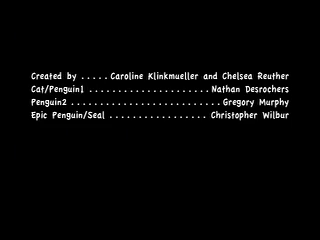 Created by . . . . . Caroline Klinkmueller and Chelsea Reuther
Cat/Penguin1 . . . . . . . . . . . . . . . . . . . . . Nathan Desrochers
Penguin2 . . . . . . . . . . . . . . . . . . . . . . . . . . Gregory Murphy
Epic Penguin/Seal . . . . . . . . . . . . . . . . . Christopher Wilbur